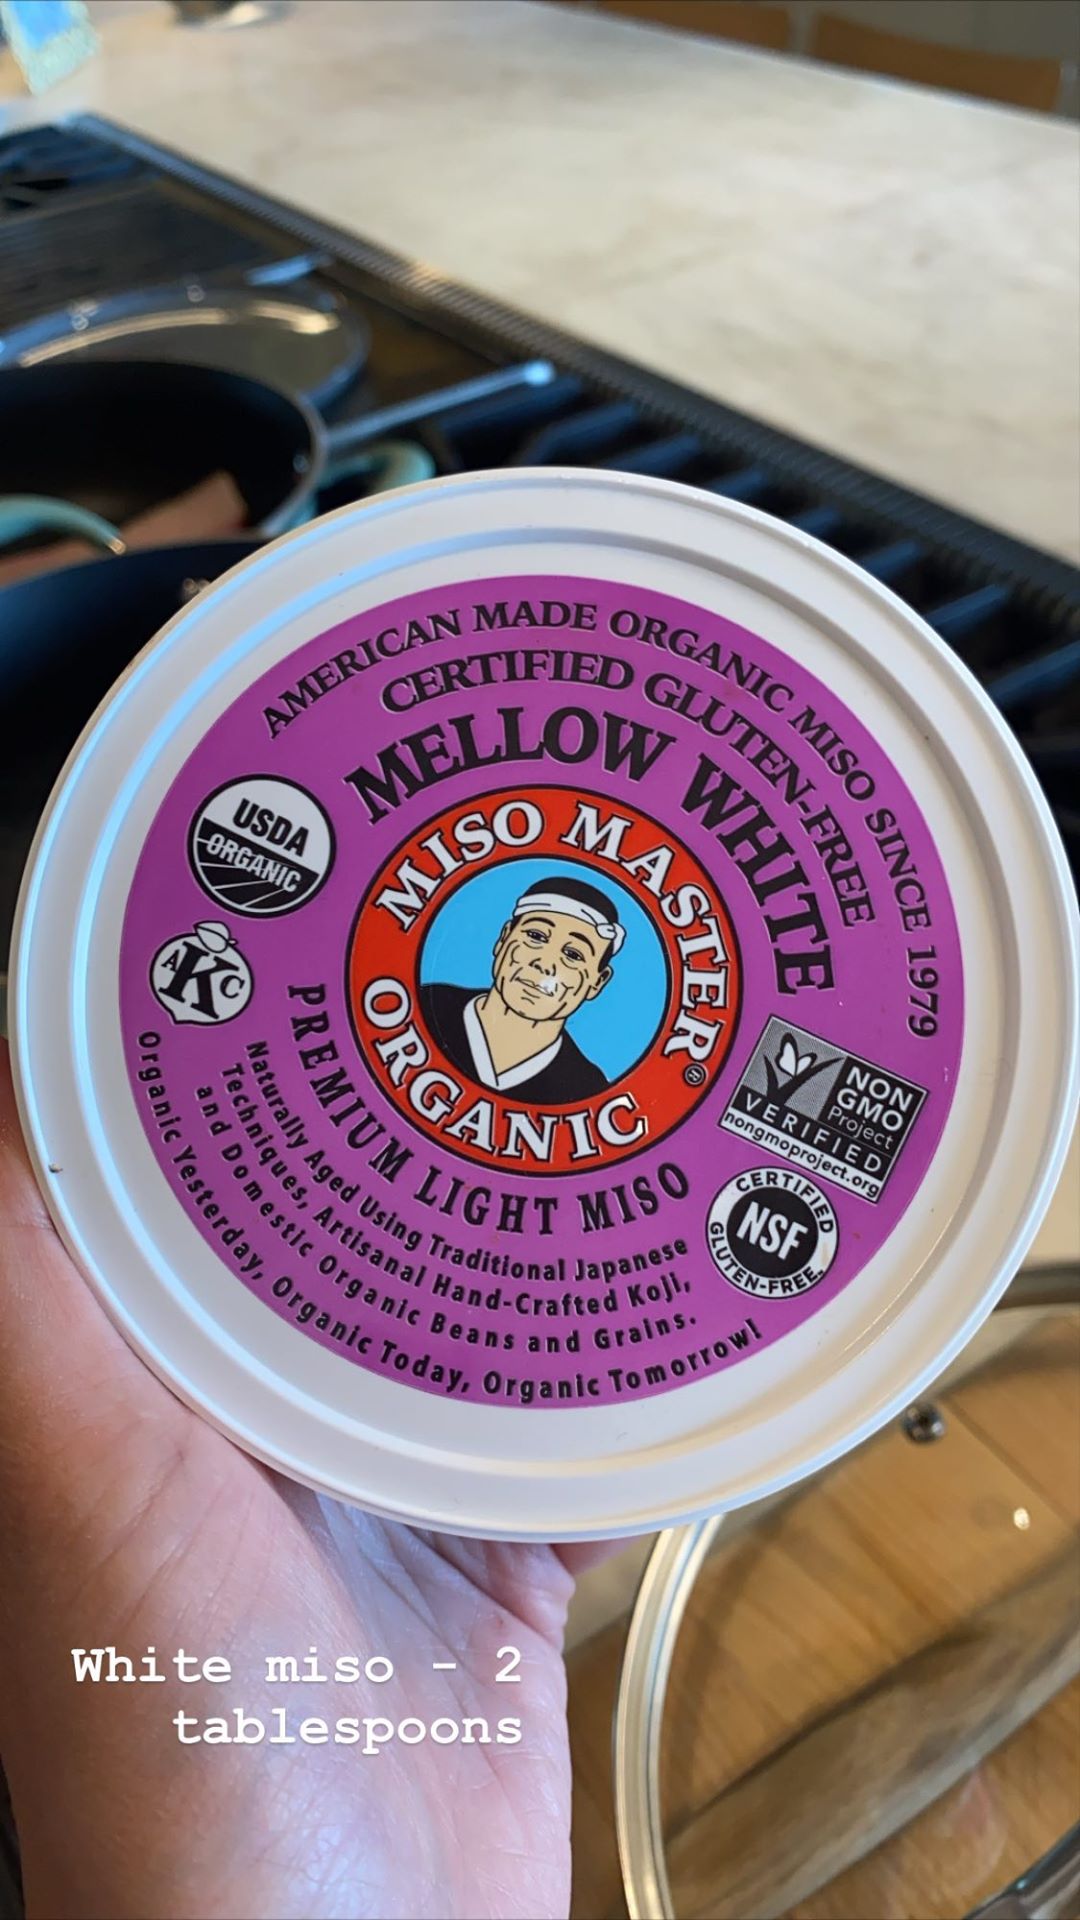 AMERICAN MADE ORGANIC MISO SINCE 1979
CERTIFIED GLUTEN-FREE
MELLOW WHITE
MISO MASTER®
ORGANIC
USDA
ORGANIC
AKC
PREMIUM LIGHT MISO
Naturally Aged Using Traditional Japanese
Techniques, Artisanal Hand-Crafted Koji,
and Domestic Organic Beans and Grains.
Organic Yesterday, Organic Today, Organic Tomorrow!
NON
GMO
Project
VERIFIED
nongmoproject.org
CERTIFIED
NSF
GLUTEN-FREE™
White miso - 2
tablespoons